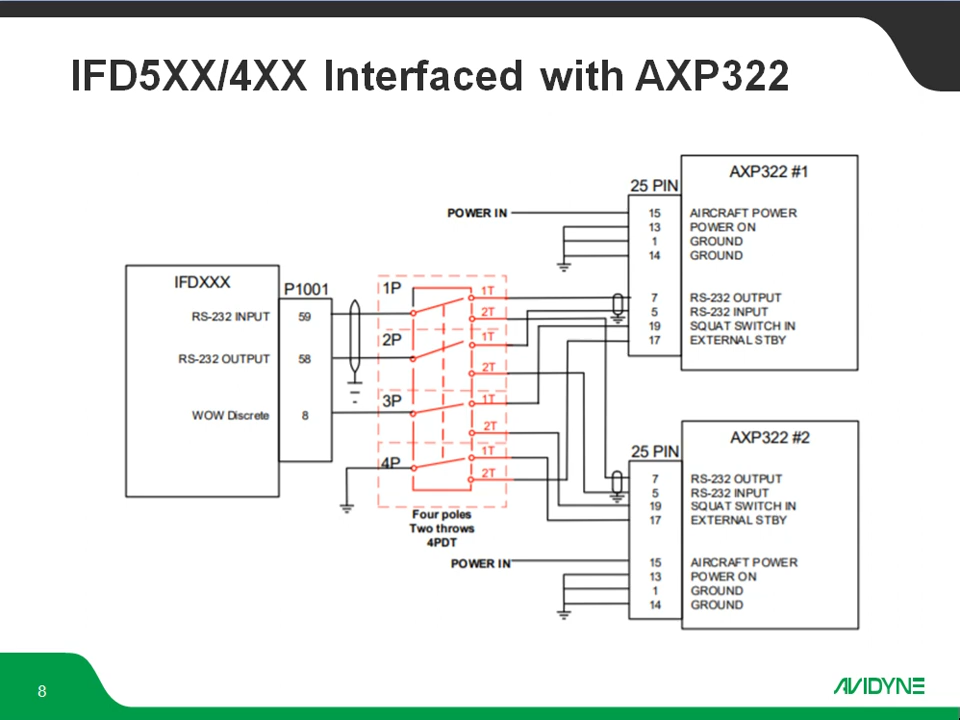 IFD5XX/4XX Interfaced with AXP322
AXP322 #1
25 PIN
POWER IN
15 AIRCRAFT POWER
13 POWER ON
1 GROUND
14 GROUND
7 RS-232 OUTPUT
5 RS-232 INPUT
19 SQUAT SWITCH IN
17 EXTERNAL STBY
IFDXXX
P1001
RS-232 INPUT 59
RS-232 OUTPUT 58
WOW Discrete 8
1P
1T
2T
2P
1T
2T
3P
1T
2T
4P
1T
2T
Four poles
Two throws
4PDT
AXP322 #2
25 PIN
7 RS-232 OUTPUT
5 RS-232 INPUT
19 SQUAT SWITCH IN
17 EXTERNAL STBY
POWER IN
15 AIRCRAFT POWER
13 POWER ON
1 GROUND
14 GROUND
8
AVIDYNE